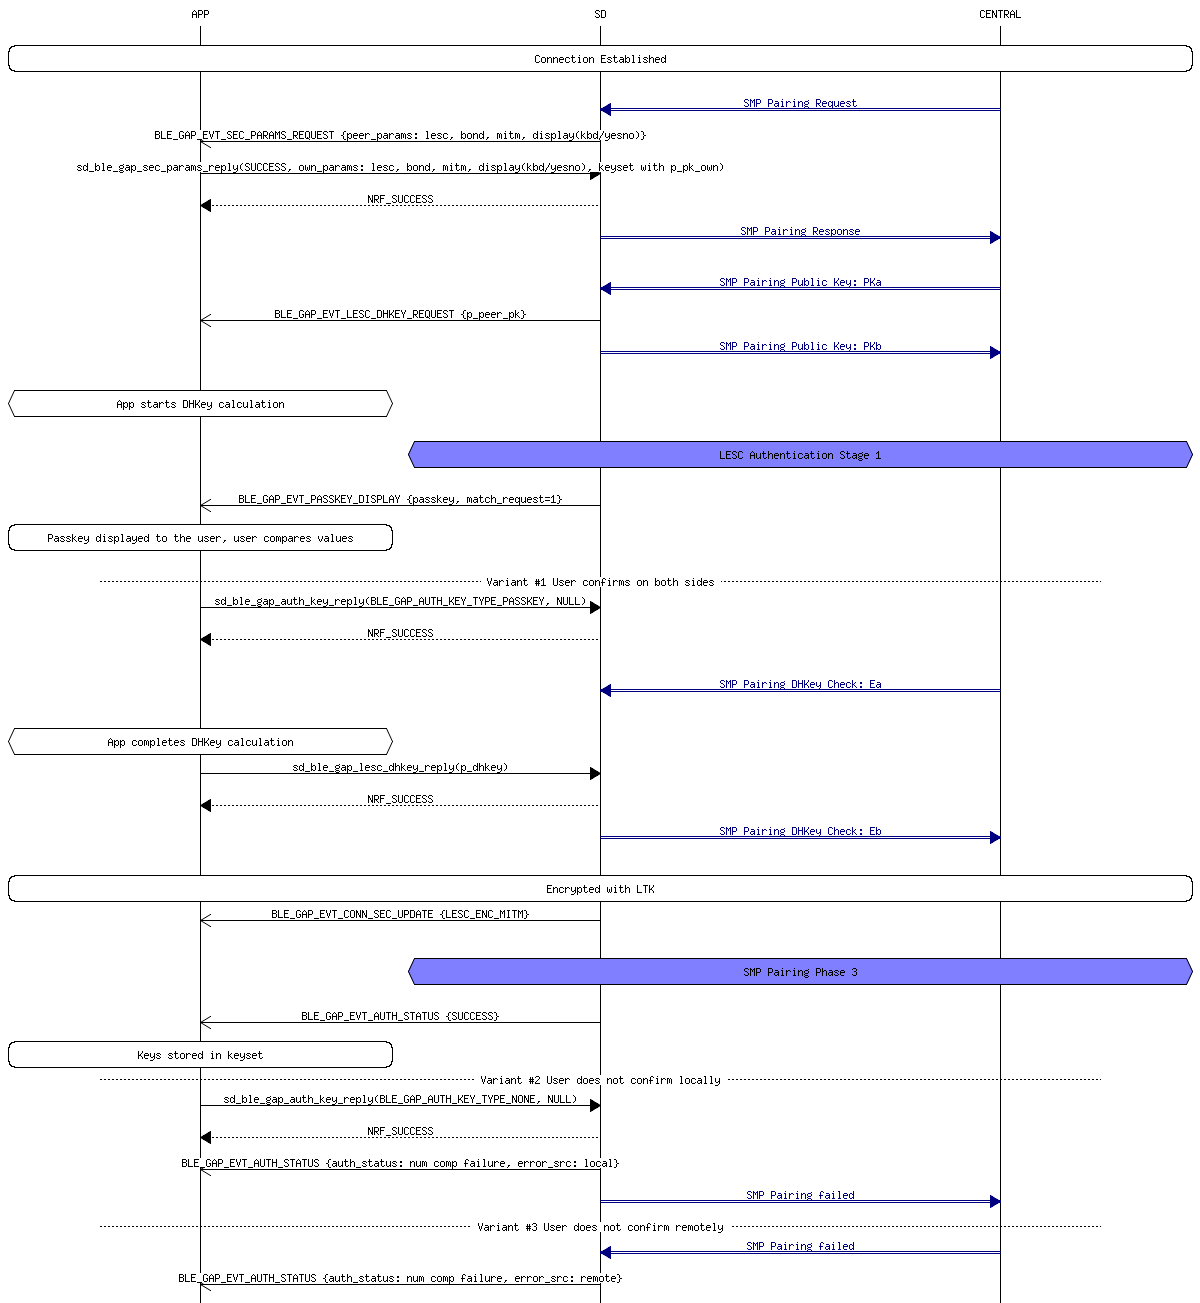 APP SD CENTRAL
Connection Established
SMP Pairing Request
BLE_GAP_EVT_SEC_PARAMS_REQUEST {peer_params: lesc, bond, mitm, display(kbd/yesno)}
sd_ble_gap_sec_params_reply(SUCCESS, own_params: lesc, bond, mitm, display(kbd/yesno), keyset with p_pk_own)
NRF_SUCCESS
SMP Pairing Response
SMP Pairing Public Key: PKa
BLE_GAP_EVT_LESC_DHKEY_REQUEST {p_peer_pk}
SMP Pairing Public Key: PKb
App starts DHKey calculation
LESC Authentication Stage 1
BLE_GAP_EVT_PASSKEY_DISPLAY {passkey, match_request=1}
Passkey displayed to the user, user compares values
Variant #1 User confirms on both sides
sd_ble_gap_auth_key_reply(BLE_GAP_AUTH_KEY_TYPE_PASSKEY, NULL)
NRF_SUCCESS
SMP Pairing DHKey Check: Ea
App completes DHKey calculation
sd_ble_gap_lesc_dhkey_reply(p_dhkey)
NRF_SUCCESS
SMP Pairing DHKey Check: Eb
Encrypted with LTK
BLE_GAP_EVT_CONN_SEC_UPDATE {LESC_ENC_MITM}
SMP Pairing Phase 3
BLE_GAP_EVT_AUTH_STATUS {SUCCESS}
Keys stored in keyset
Variant #2 User does not confirm locally
sd_ble_gap_auth_key_reply(BLE_GAP_AUTH_KEY_TYPE_NONE, NULL)
NRF_SUCCESS
BLE_GAP_EVT_AUTH_STATUS {auth_status: num comp failure, error_src: local}
SMP Pairing failed
Variant #3 User does not confirm remotely
SMP Pairing failed
BLE_GAP_EVT_AUTH_STATUS {auth_status: num comp failure, error_src: remote}